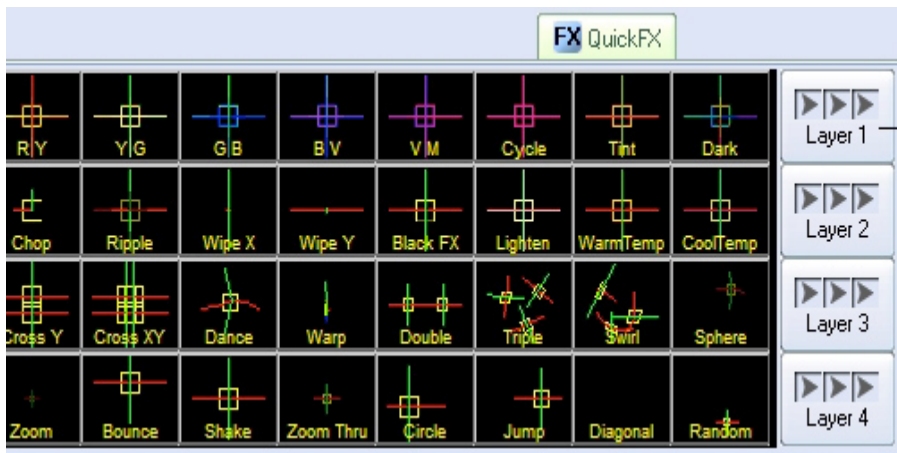 FX QuickFX
R Y Y G G B B V V M Cycle Tint Dark Layer 1
Chop Ripple Wipe X Wipe Y Black FX Lighten WarmTemp CoolTemp Layer 2
Cross Y Cross XY Dance Warp Double Triple Swirl Sphere Layer 3
Zoom Bounce Shake Zoom Thru Circle Jump Diagonal Random Layer 4